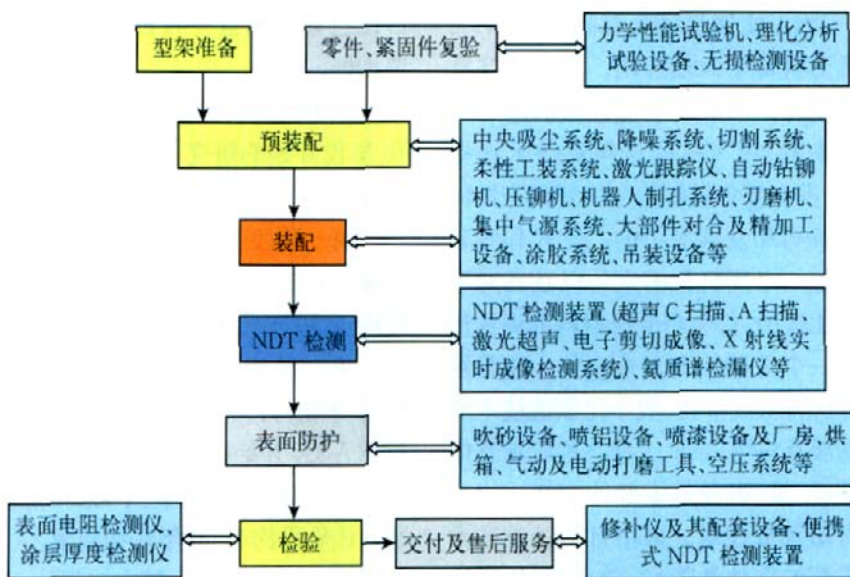 型架准备
零件、紧固件复验
力学性能试验机、理化分析
试验设备、无损检测设备
预装配
中央吸尘系统、降噪系统、切割系统、
柔性工装系统、激光跟踪仪、自动钻铆
机、压铆机、机器人制孔系统、刃磨机、
集中气源系统、大部件对合及精加工
设备、涂胶系统、吊装设备等
装配
NDT 检测
NDT 检测装置(超声 C 扫描、A 扫描、
激光超声、电子剪切成像、X 射线实
时成像检测系统)、氨质谱检漏仪等
表面防护
吹砂设备、喷铝设备、喷漆设备及厂房、烘
箱、气动及电动打磨工具、空压系统等
表面电阻检测仪、
涂层厚度检测仪
检验
交付及售后服务
修补仪及其配套设备、便携
式 NDT 检测装置